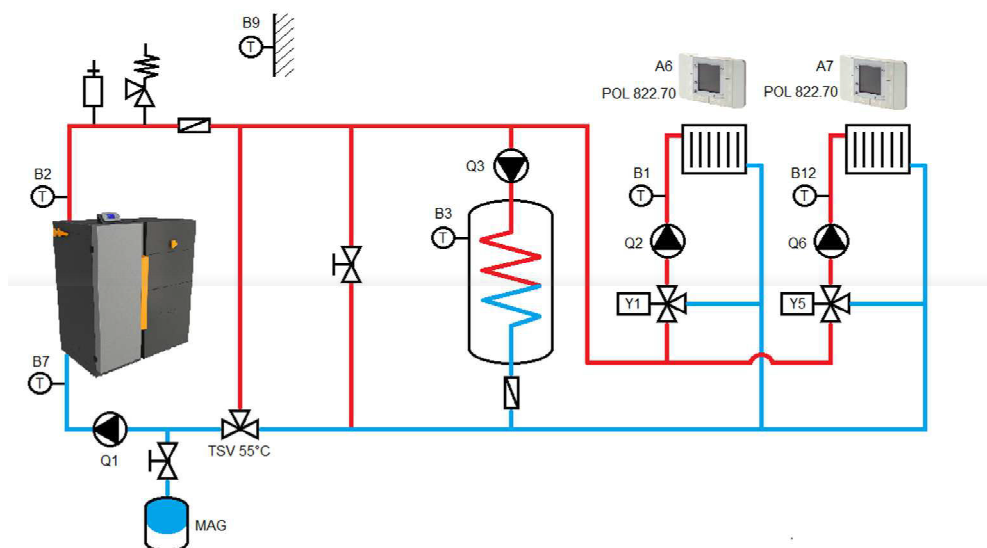 B9
T
A6
POL 822.70
A7
POL 822.70
B2
T
Q3
B1
T
B12
T
B3
T
Q2
Q6
Y1
Y5
B7
T
Q1
TSV 55°C
MAG